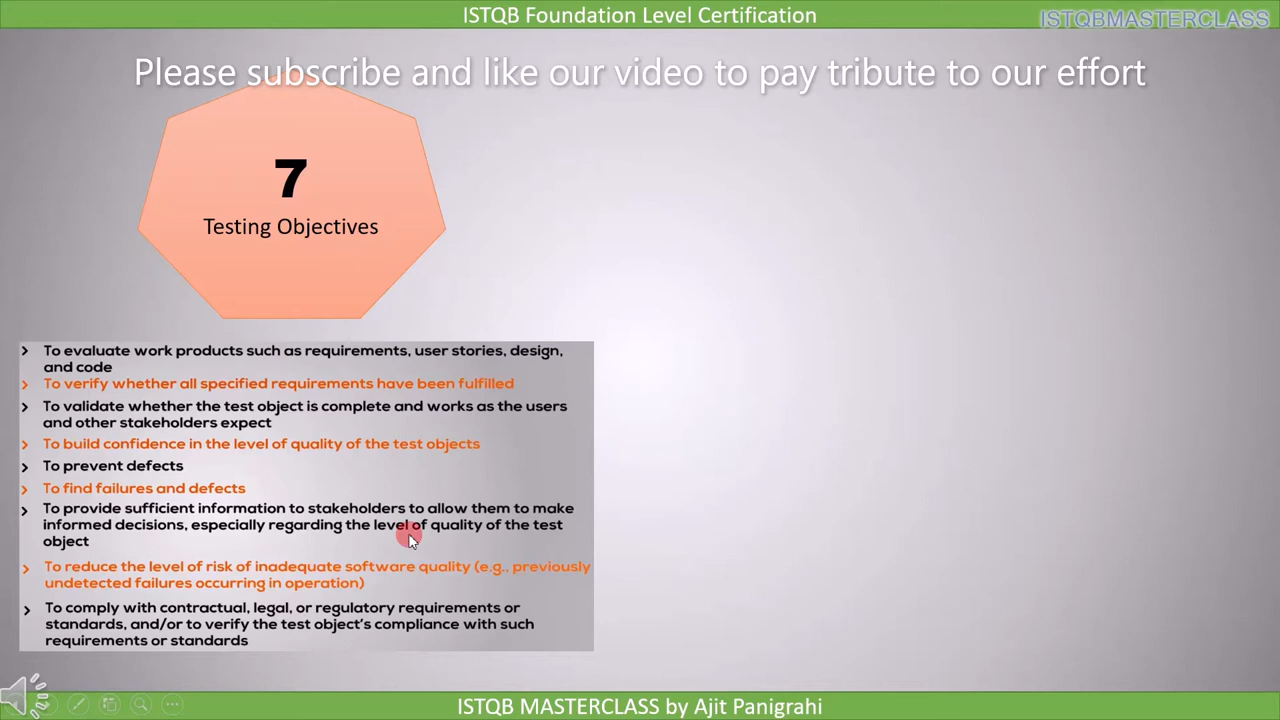 ISTQB Foundation Level Certification
ISTQBMASTERCLASS
Please subscribe and like our video to pay tribute to our effort
7
Testing Objectives
To evaluate work products such as requirements, user stories, design,
and code
To verify whether all specified requirements have been fulfilled
To validate whether the test object is complete and works as the users
and other stakeholders expect
To build confidence in the level of quality of the test objects
To prevent defects
To find failures and defects
To provide sufficient information to stakeholders to allow them to make
informed decisions, especially regarding the level of quality of the test
object
To reduce the level of risk of inadequate software quality (e.g., previously
undetected failures occurring in operation)
To comply with contractual, legal, or regulatory requirements or
standards, and/or to verify the test object's compliance with such
requirements or standards
ISTQB MASTERCLASS by Ajit Panigrahi